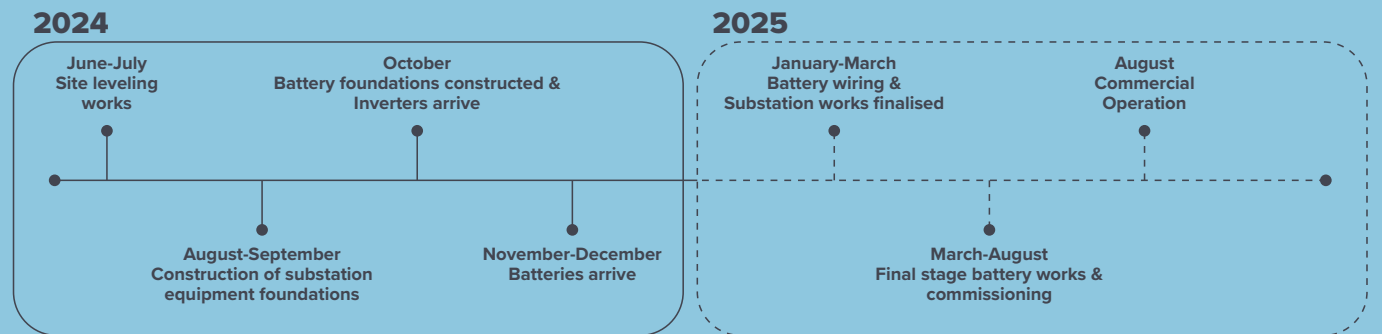 2024
June-July
Site leveling
works
August-September
Construction of substation
equipment foundations
October
Battery foundations constructed &
Inverters arrive
November-December
Batteries arrive
2025
January-March
Battery wiring &
Substation works finalised
March-August
Final stage battery works &
commissioning
August
Commercial
Operation